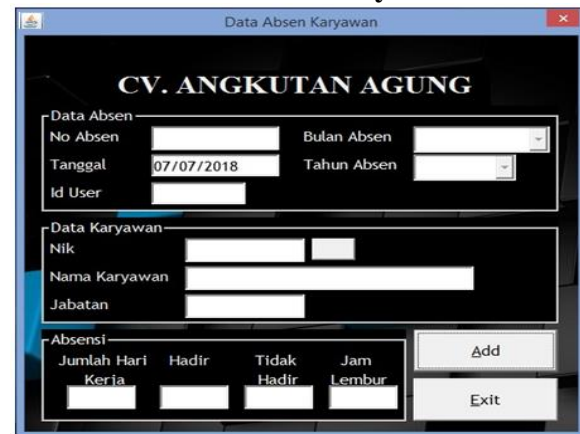 Data Absen Karyawan
CV. ANGKUTAN AGUNG
Data Absen
No Absen Bulan Absen
Tanggal 07/07/2018 Tahun Absen
Id User
Data Karyawan
Nik
Nama Karyawan
Jabatan
Absensi
Jumlah Hari Kerja Hadir Tidak Hadir Jam Lembur
Add
Exit